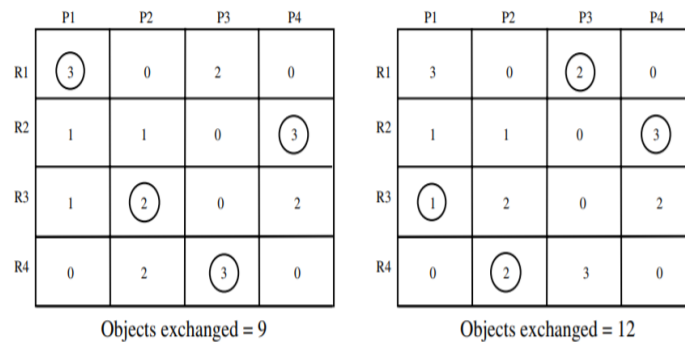 P1 P2 P3 P4
R1 3 0 2 0
R2 1 1 0 3
R3 1 2 0 2
R4 0 2 3 0
Objects exchanged = 9
P1 P2 P3 P4
R1 3 0 2 0
R2 1 1 0 3
R3 1 2 0 2
R4 0 2 3 0
Objects exchanged = 12